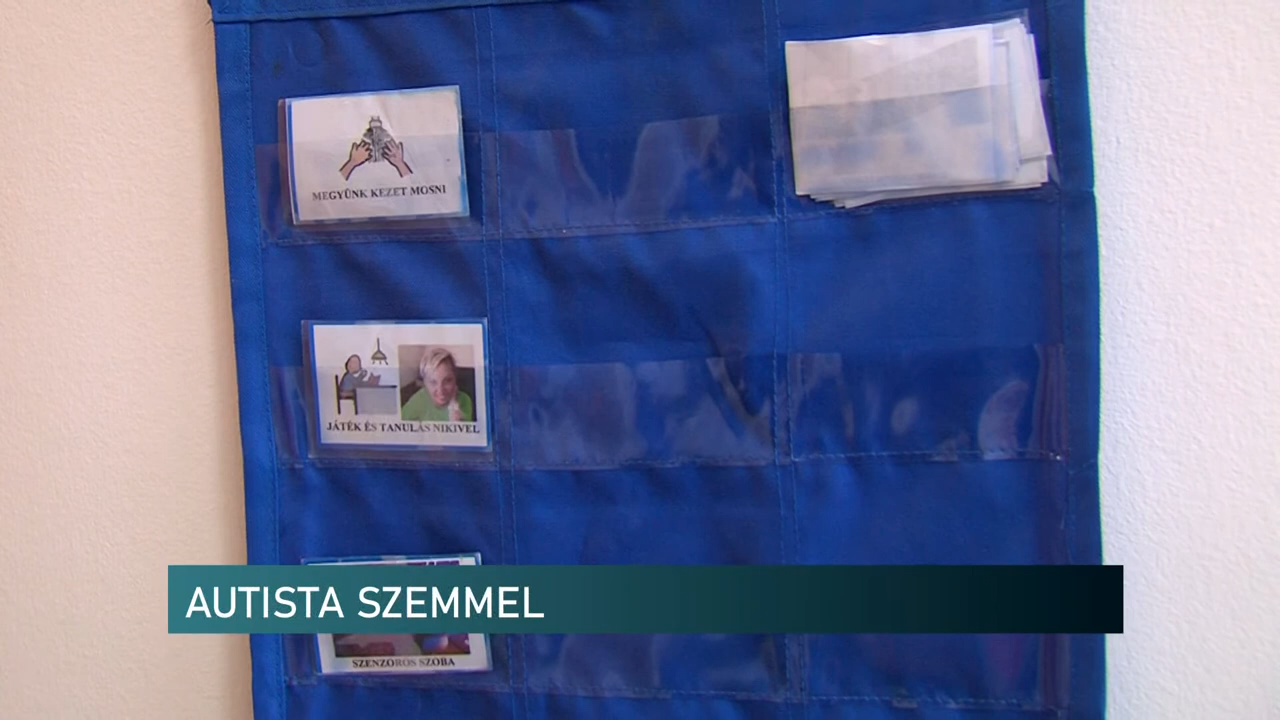 MEGYÜNK KEZET MOSNI
JÁTÉK ÉS TANULÁS NIKIVEL
AUTISTA SZEMMEL
SZENZOROS SZOBA